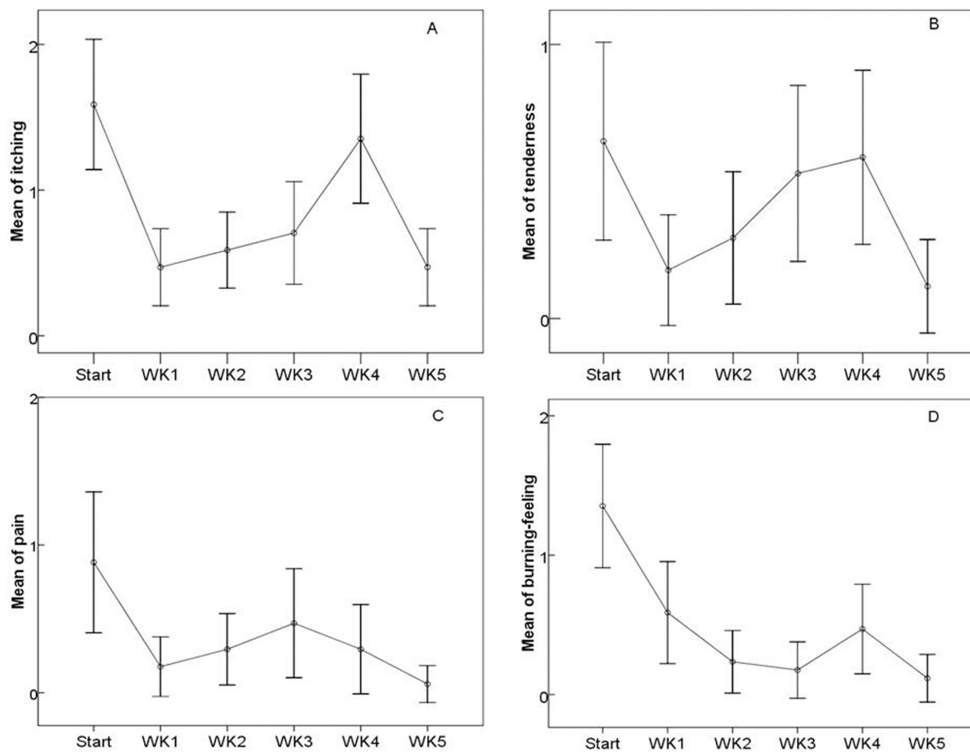 A
Mean of itching
2
1
0
Start WK1 WK2 WK3 WK4 WK5
B
Mean of tenderness
1
0
Start WK1 WK2 WK3 WK4 WK5
C
Mean of pain
2
1
0
Start WK1 WK2 WK3 WK4 WK5
D
Mean of burning-feeling
2
1
0
Start WK1 WK2 WK3 WK4 WK5